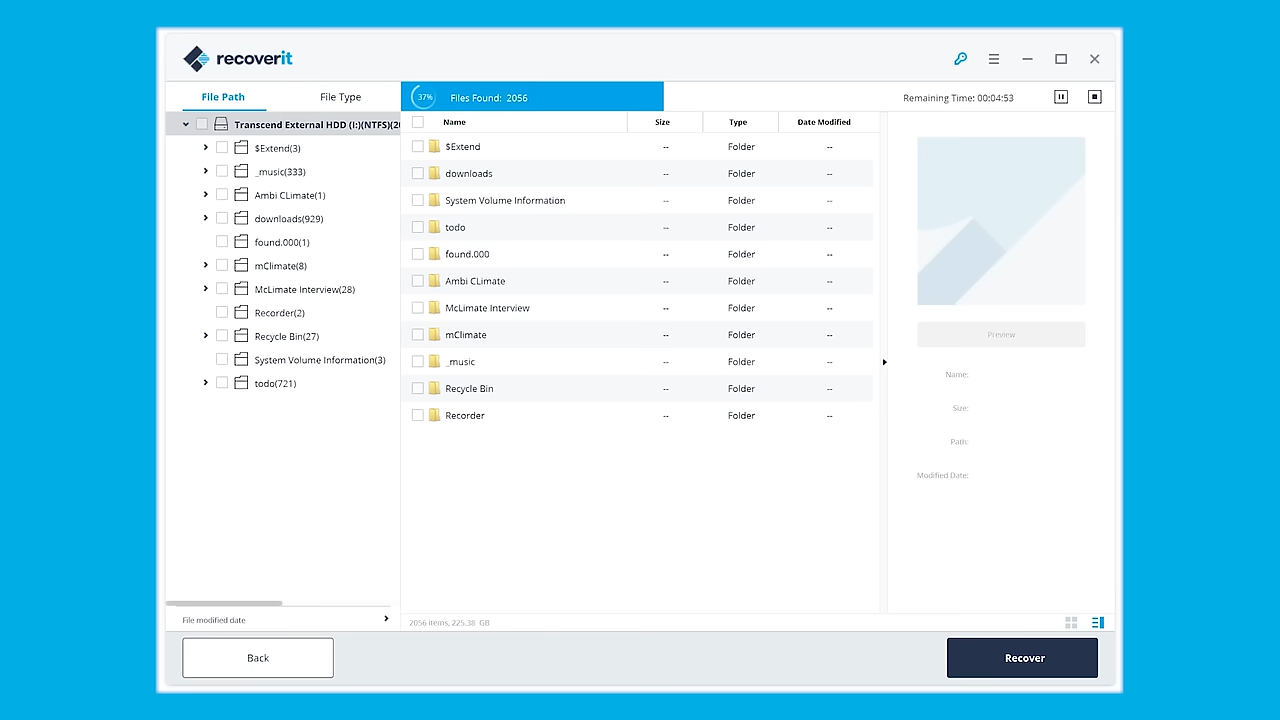 recoverit
File Path
File Type
37%
Files Found: 2056
Remaining Time: 00:04:53
Transcend External HDD (I:)(NTFS)(20
$Extend(3)
_music(333)
Ambi CLimate(1)
downloads(929)
found.000(1)
mClimate(8)
McLimate Interview(28)
Recorder(2)
Recycle Bin(27)
System Volume Information(3)
todo(721)
File modified date
Name Size Type Date Modified
$Extend -- Folder --
downloads -- Folder --
System Volume Information -- Folder --
todo -- Folder --
found.000 -- Folder --
Ambi CLimate -- Folder --
McLimate Interview -- Folder --
mClimate -- Folder --
_music -- Folder --
Recycle Bin -- Folder --
Recorder -- Folder --
2056 items, 225.38 GB
Preview
Name:
Size:
Path:
Modified Date:
Back
Recover